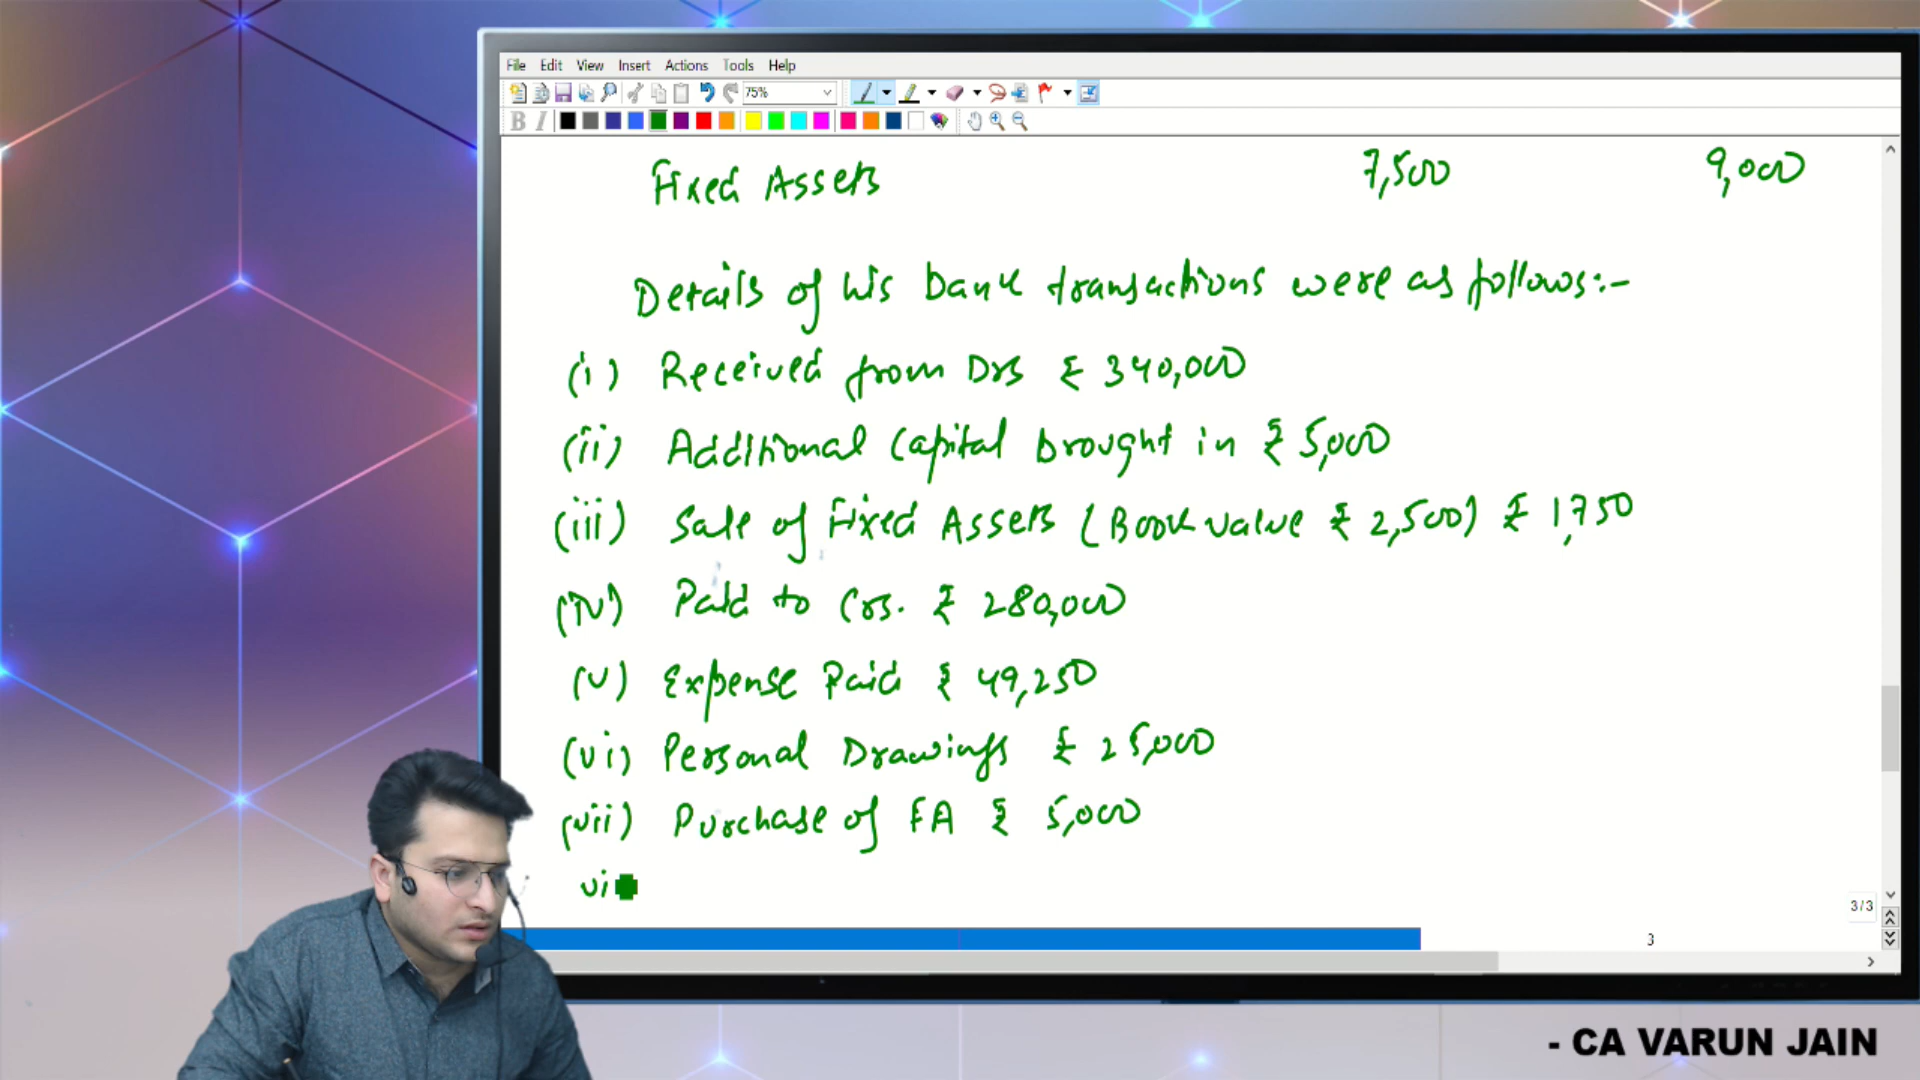 File Edit View Insert Actions Tools Help
75%
B I
Fixed Assets 7,500 9,000
Details of his bank transactions were as follows:-
(i) Received from Drs ₹ 340,000
(ii) Additional Capital Brought in ₹ 5,000
(iii) Sale of Fixed Assets (Book value ₹ 2,500) ₹ 1,750
(iv) Paid to Crs. ₹ 280,000
(v) Expense Paid ₹ 49,250
(vi) Personal Drawings ₹ 25,000
(vii) Purchase of FA ₹ 5,000
vi
3/3
3
- CA VARUN JAIN